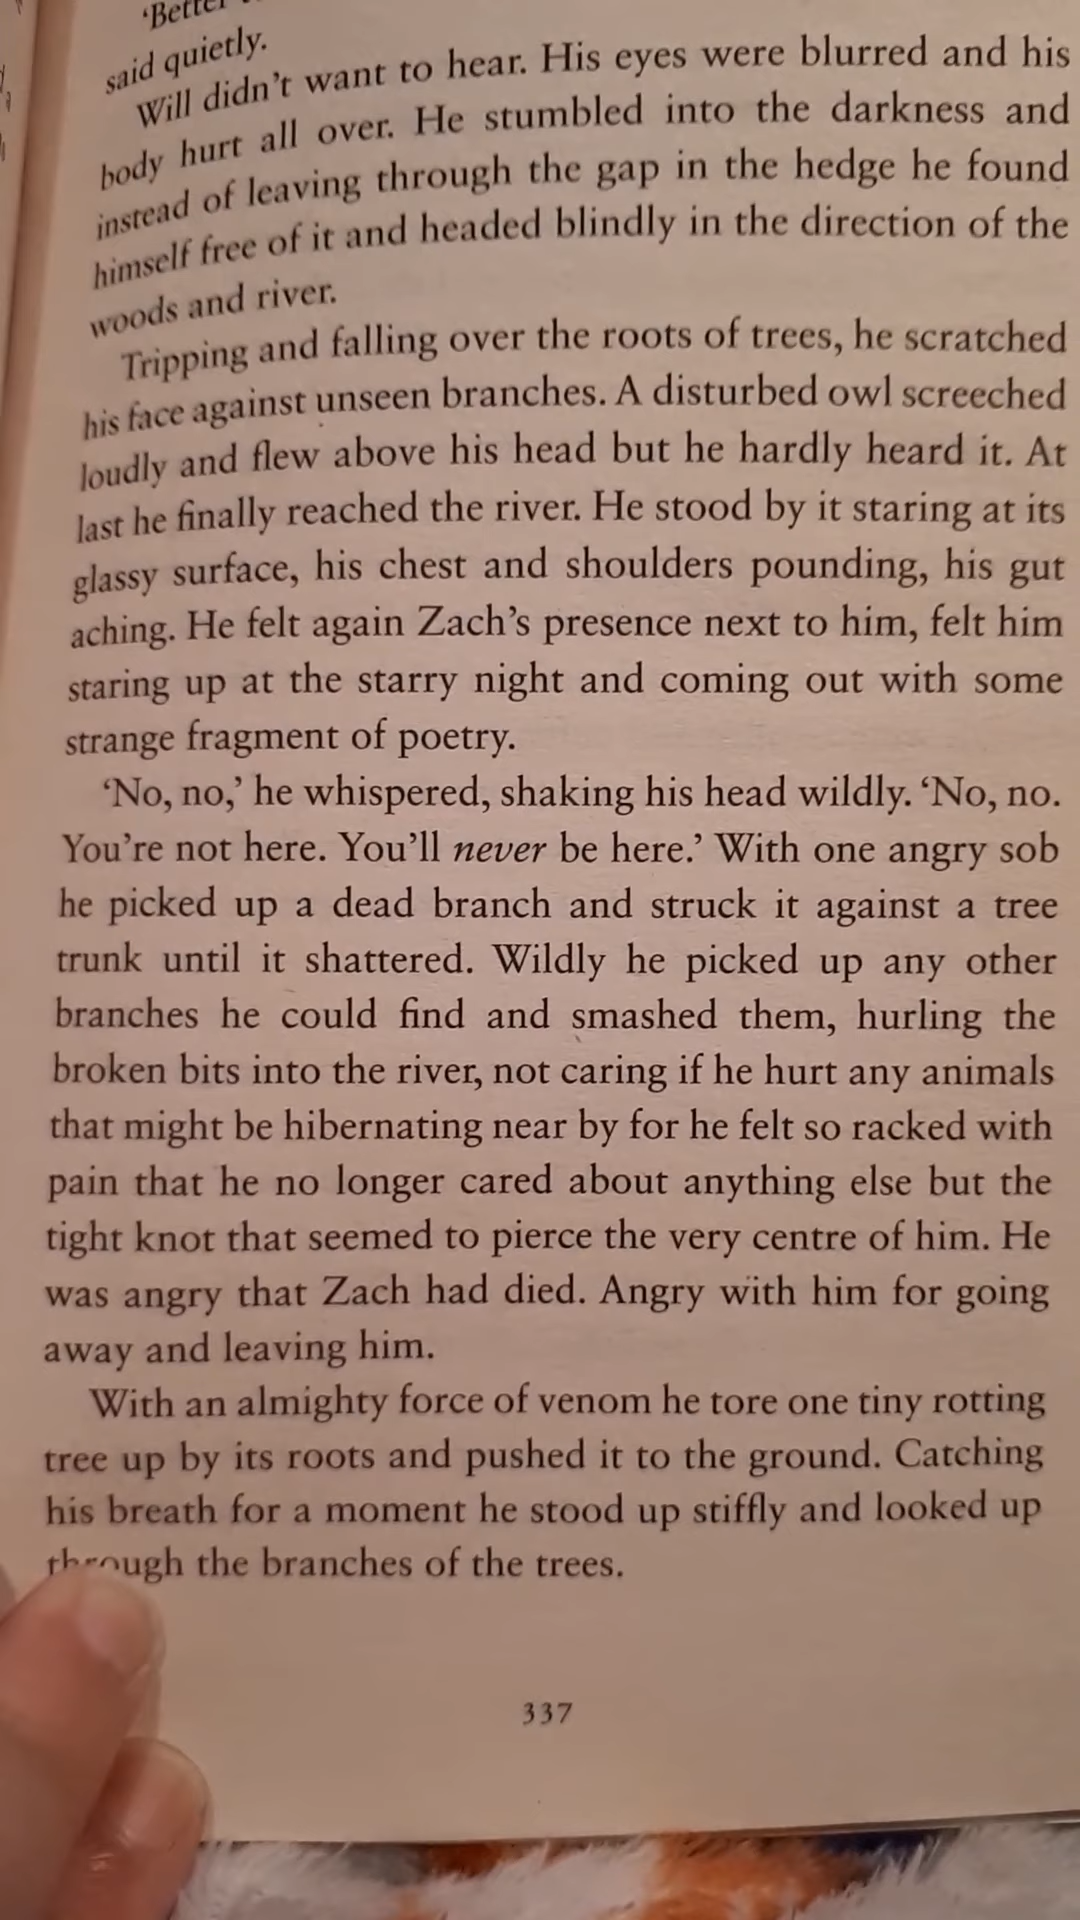 ‘Better
said quietly.
Will didn’t want to hear. His eyes were blurred and his
body hurt all over. He stumbled into the darkness and
instead of leaving through the gap in the hedge he found
himself free of it and headed blindly in the direction of the
woods and river.
Tripping and falling over the roots of trees, he scratched
his face against unseen branches. A disturbed owl screeched
loudly and flew above his head but he hardly heard it. At
last he finally reached the river. He stood by it staring at its
glassy surface, his chest and shoulders pounding, his gut
aching. He felt again Zach’s presence next to him, felt him
staring up at the starry night and coming out with some
strange fragment of poetry.
‘No, no,’ he whispered, shaking his head wildly. ‘No, no.
You’re not here. You’ll never be here.’ With one angry sob
he picked up a dead branch and struck it against a tree
trunk until it shattered. Wildly he picked up any other
branches he could find and smashed them, hurling the
broken bits into the river, not caring if he hurt any animals
that might be hibernating near by for he felt so racked with
pain that he no longer cared about anything else but the
tight knot that seemed to pierce the very centre of him. He
was angry that Zach had died. Angry with him for going
away and leaving him.
With an almighty force of venom he tore one tiny rotting
tree up by its roots and pushed it to the ground. Catching
his breath for a moment he stood up stiffly and looked up
through the branches of the trees.
337